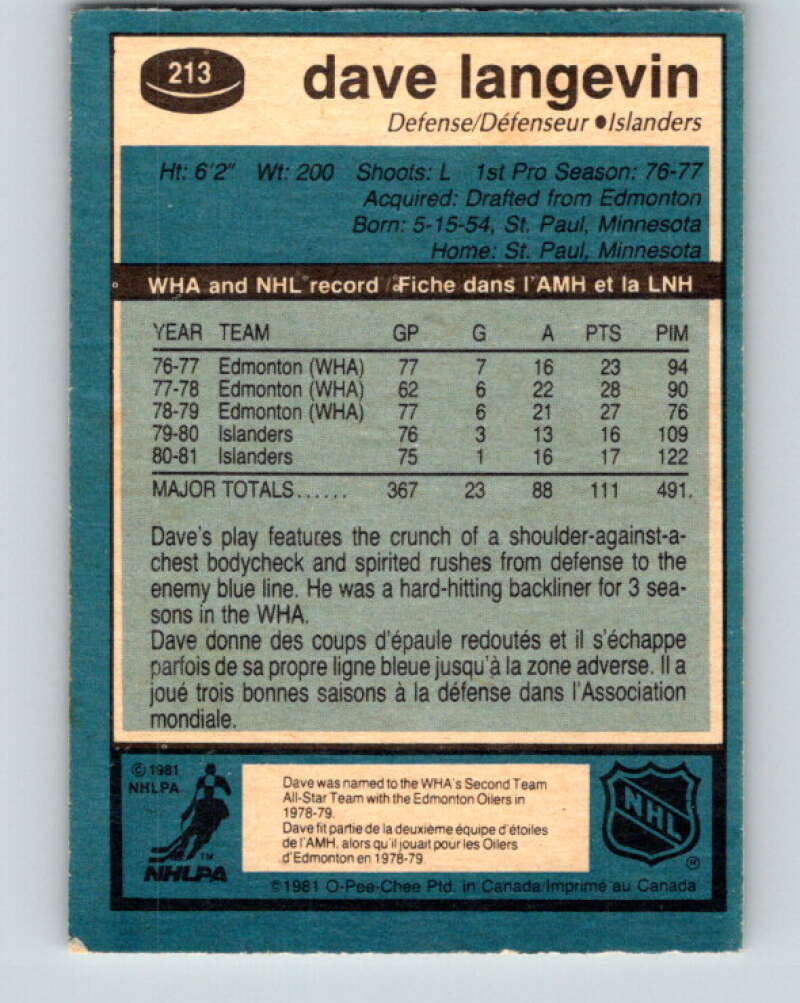 213
dave langevin
Defense/Défenseur ●Islanders
Ht: 6'2" Wt: 200 Shoots: L 1st Pro Season: 76-77
Acquired: Drafted from Edmonton
Born: 5-15-54, St. Paul, Minnesota
Home: St. Paul, Minnesota
WHA and NHL record / Fiche dans l'AMH et la LNH
YEAR TEAM GP G A PTS PIM
76-77 Edmonton (WHA) 77 7 16 23 94
77-78 Edmonton (WHA) 62 6 22 28 90
78-79 Edmonton (WHA) 77 6 21 27 76
79-80 Islanders 76 3 13 16 109
80-81 Islanders 75 1 16 17 122
MAJOR TOTALS...... 367 23 88 111 491.
Dave's play features the crunch of a shoulder-against-a-
chest bodycheck and spirited rushes from defense to the
enemy blue line. He was a hard-hitting backliner for 3 sea-
sons in the WHA.
Dave donne des coups d'épaule redoutés et il s'échappe
parfois de sa propre ligne bleue jusqu'à la zone adverse. Il a
joué trois bonnes saisons à la défense dans l'Association
mondiale.
© 1981
NHLPA
Dave was named to the WHA's Second Team
All-Star Team with the Edmonton Oilers in
1978-79.
Dave fit partie de la deuxième équipe d'étoiles
de l'AMH, alors qu'il jouait pour les Oilers
d'Edmonton en 1978-79
NHL
®
TM
NHLPA
©1981 O-Pee-Chee Ptd. in Canada/Imprimé au Canada